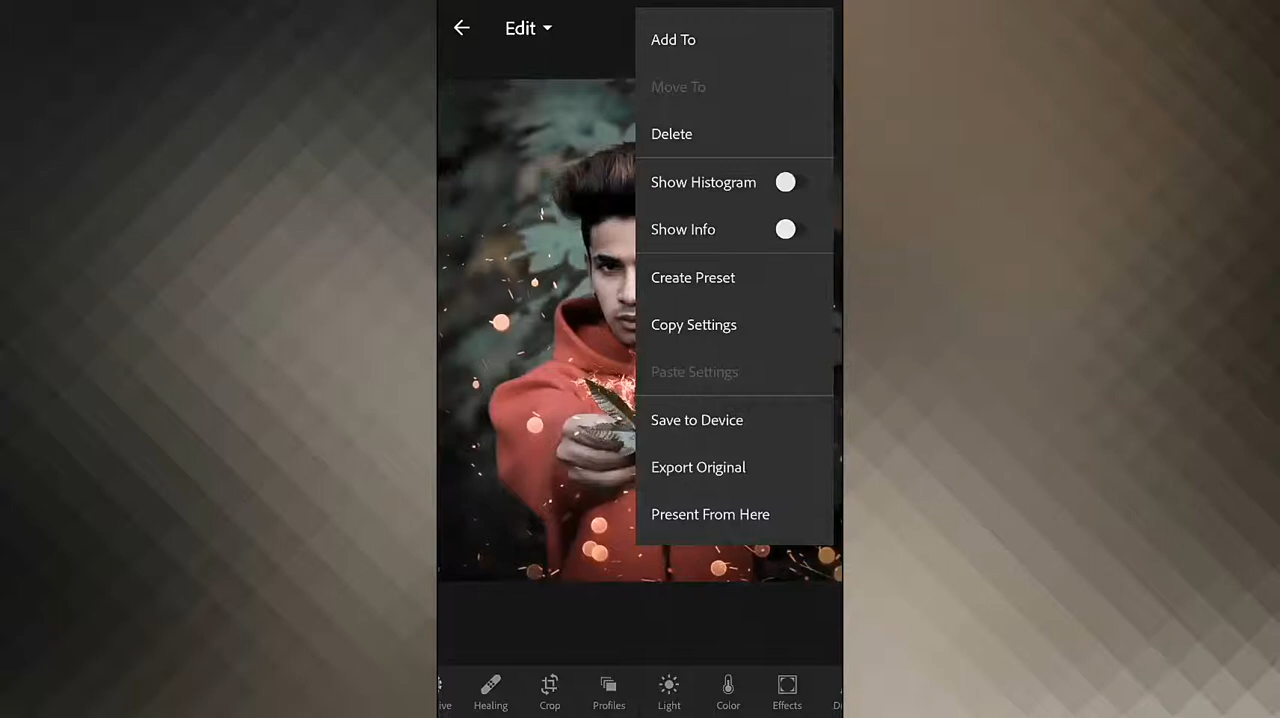 Edit
Add To
Move To
Delete
Show Histogram
Show Info
Create Preset
Copy Settings
Paste Settings
Save to Device
Export Original
Present From Here
ive
Healing
Crop
Profiles
Light
Color
Effects
D